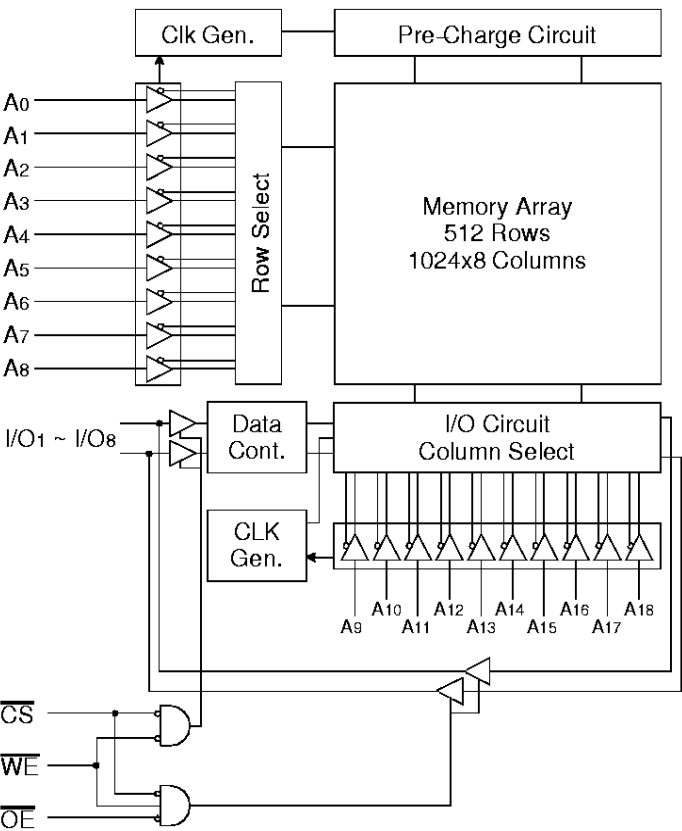 Clk Gen.
Pre-Charge Circuit
A0
A1
A2
A3
A4
A5
A6
A7
A8
Row Select
Memory Array
512 Rows
1024x8 Columns
I/O1 ~ I/O8
Data
Cont.
I/O Circuit
Column Select
CLK
Gen.
A9
A10
A11
A12
A13
A14
A15
A16
A17
A18
CS
WE
OE